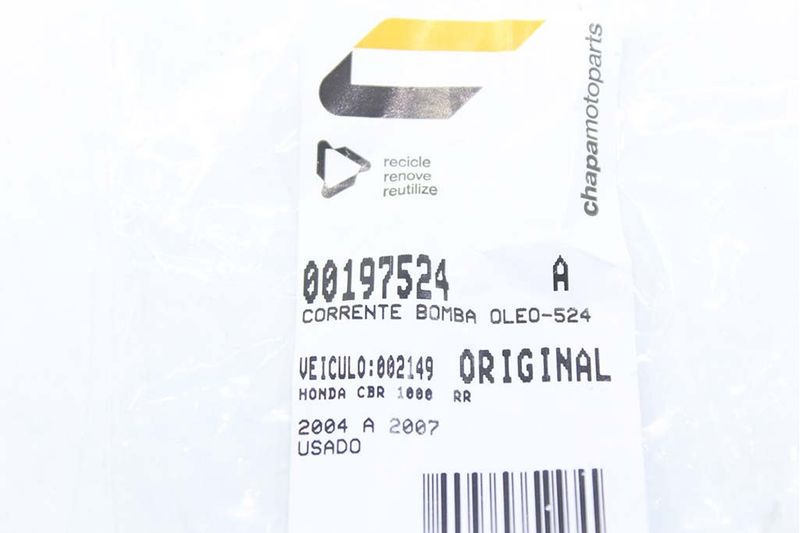 chapamotoparts
recicle
renove
reutilize
00197524 A
CORRENTE BOMBA OLEO-524
VEICULO:002149 ORIGINAL
HONDA CBR 1000 RR
2004 A 2007
USADO